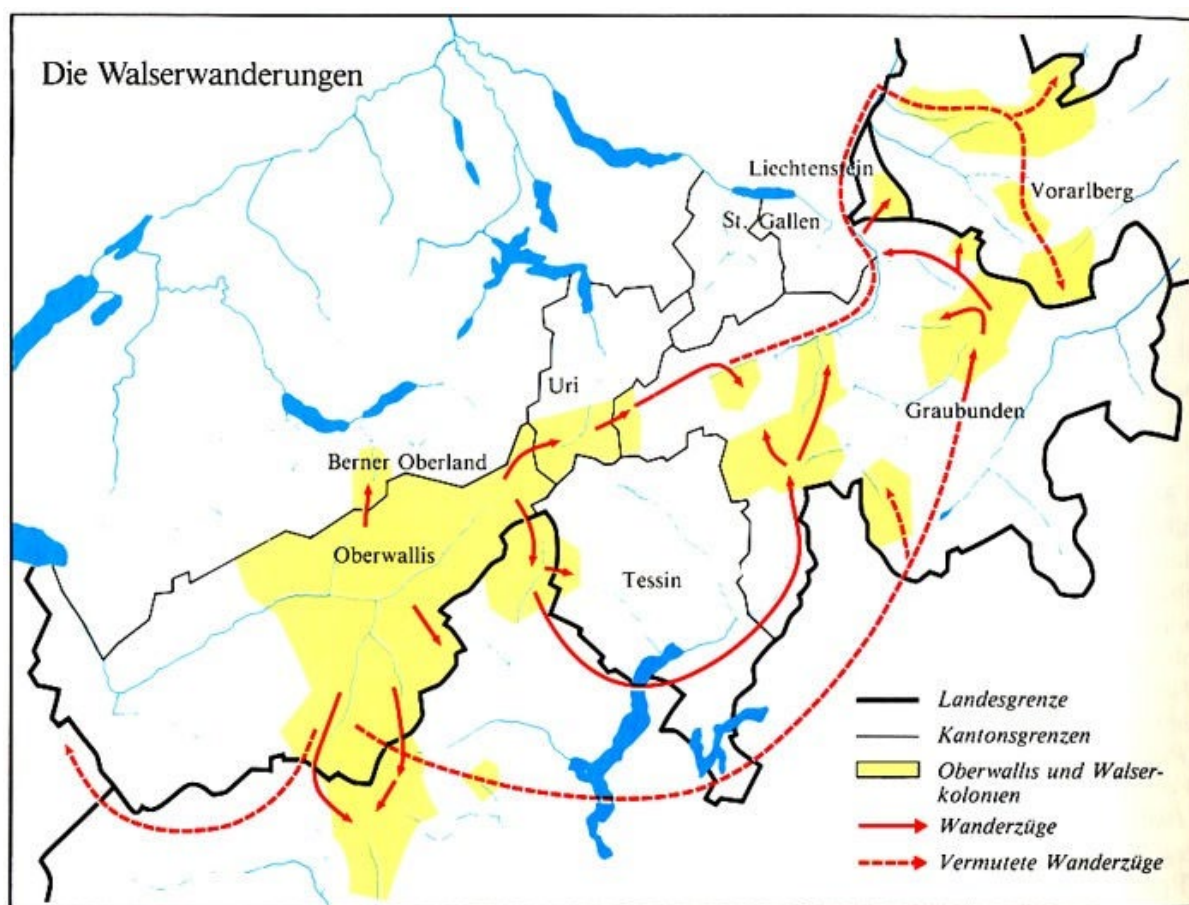 Die Walserwanderungen
Liechtenstein
St. Gallen
Vorarlberg
Uri
Graubunden
Berner Oberland
Oberwallis
Tessin
Landesgrenze
Kantonsgrenzen
Oberwallis und Walser-
kolonien
Wanderzüge
Vermutete Wanderzüge